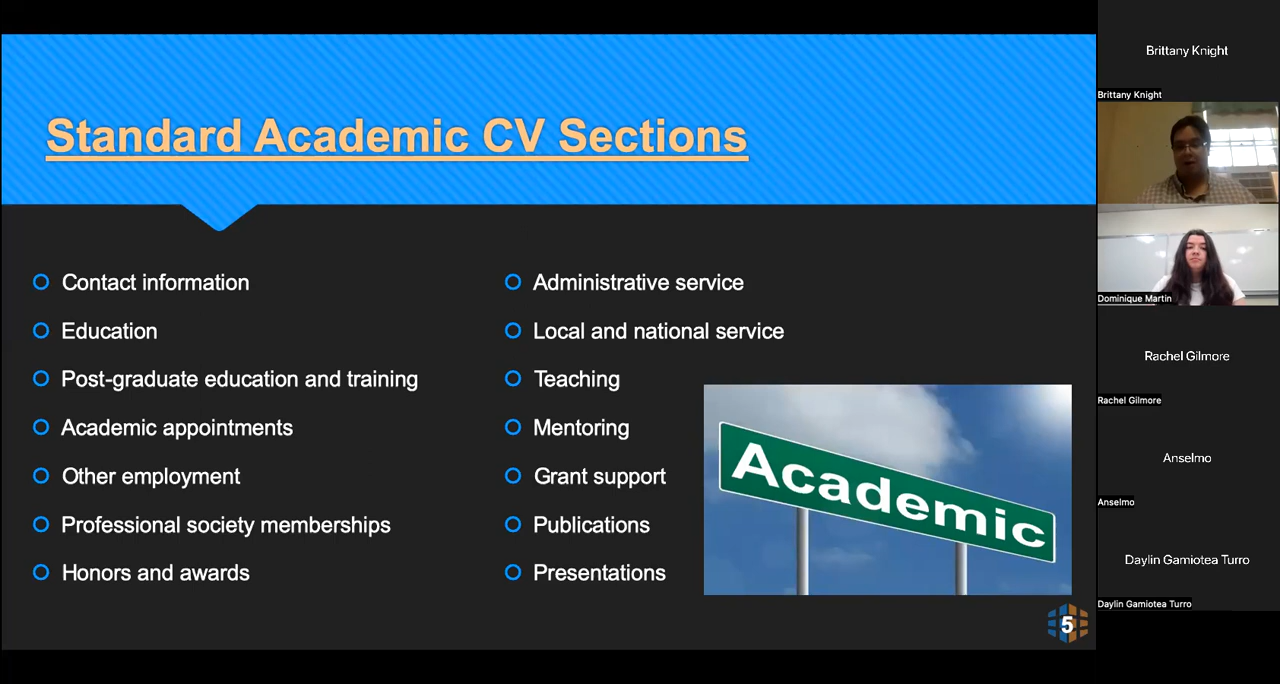 Standard Academic CV Sections
Contact information
Education
Post-graduate education and training
Academic appointments
Other employment
Professional society memberships
Honors and awards
Administrative service
Local and national service
Teaching
Mentoring
Grant support
Publications
Presentations
Academic
5
Brittany Knight
Brittany Knight
Dominique Martin
Rachel Gilmore
Rachel Gilmore
Anselmo
Anselmo
Daylin Gamiotea Turro
Daylin Gamiotea Turro